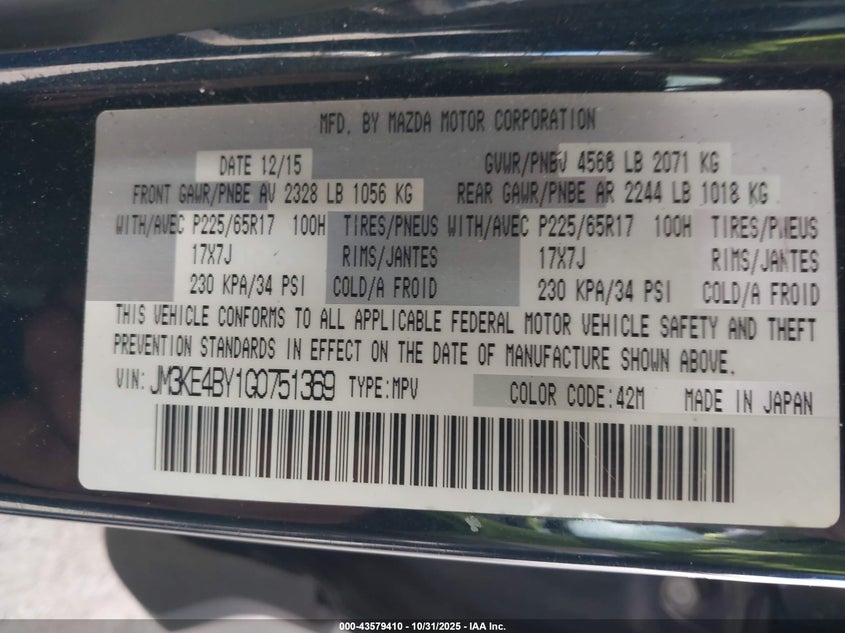 MFD. BY MAZDA MOTOR CORPORATION
DATE 12/15 GVWR/PNBV 4566 LB 2071 KG
FRONT GAWR/PNBE AV 2328 LB 1056 KG REAR GAWR/PNBE AR 2244 LB 1018 KG
WITH/AVEC P225/65R17 100H TIRES/PNEUS WITH/AVEC P225/65R17 100H TIRES/PNEUS
17X7J RIMS/JANTES 17X7J RIMS/JANTES
230 KPA/34 PSI COLD/A FROID 230 KPA/34 PSI COLD/A FROID
THIS VEHICLE CONFORMS TO ALL APPLICABLE FEDERAL MOTOR VEHICLE SAFETY AND THEFT
PREVENTION STANDARDS IN EFFECT ON THE DATE OF MANUFACTURE SHOWN ABOVE.
VIN: JM3KE4BY1G0751369 TYPE:MPV COLOR CODE:42M MADE IN JAPAN
000-43579410 - 10/31/2025 - IAA Inc.